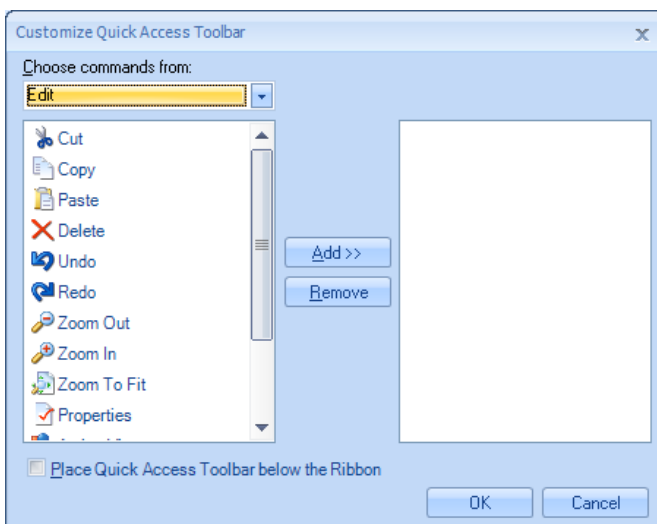 Customize Quick Access Toolbar
Choose commands from:
Edit
Cut
Copy
Paste
Delete
Undo
Redo
Zoom Out
Zoom In
Zoom To Fit
Properties
Add >>
Remove
Place Quick Access Toolbar below the Ribbon
OK
Cancel